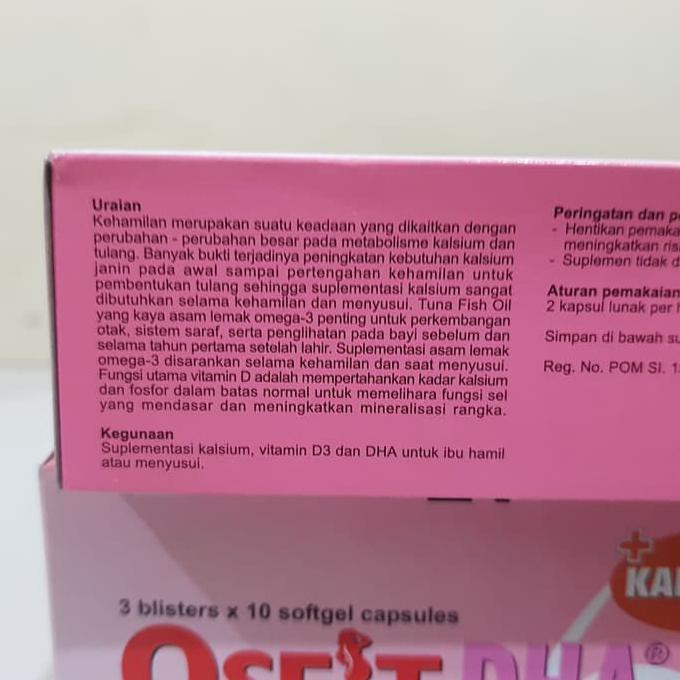 Uraian
Kehamilan merupakan suatu keadaan yang dikaitkan dengan
perubahan - perubahan besar pada metabolisme kalsium dan
tulang. Banyak bukti terjadinya peningkatan kebutuhan kalsium
janin pada awal sampai pertengahan kehamilan untuk
pembentukan tulang sehingga suplementasi kalsium sangat
dibutuhkan selama kehamilan dan menyusui. Tuna Fish Oil
yang kaya asam lemak omega-3 penting untuk perkembangan
otak, sistem saraf, serta penglihatan pada bayi sebelum dan
selama tahun pertama setelah lahir. Suplementasi asam lemak
omega-3 disarankan selama kehamilan dan saat menyusui.
Fungsi utama vitamin D adalah mempertahankan kadar kalsium
dan fosfor dalam batas normal untuk memelihara fungsi sel
yang mendasar dan meningkatkan mineralisasi rangka.
Kegunaan
Suplementasi kalsium, vitamin D3 dan DHA untuk ibu hamil
atau menyusui.
Peringatan dan
- Hentikan
meningkatkan
- Suplemen tidak
Aturan pemakaian
2 kapsul lunak per
Simpan di bawah
Reg. No. POM SI.
3 blisters x 10 softgel capsules
DHA®